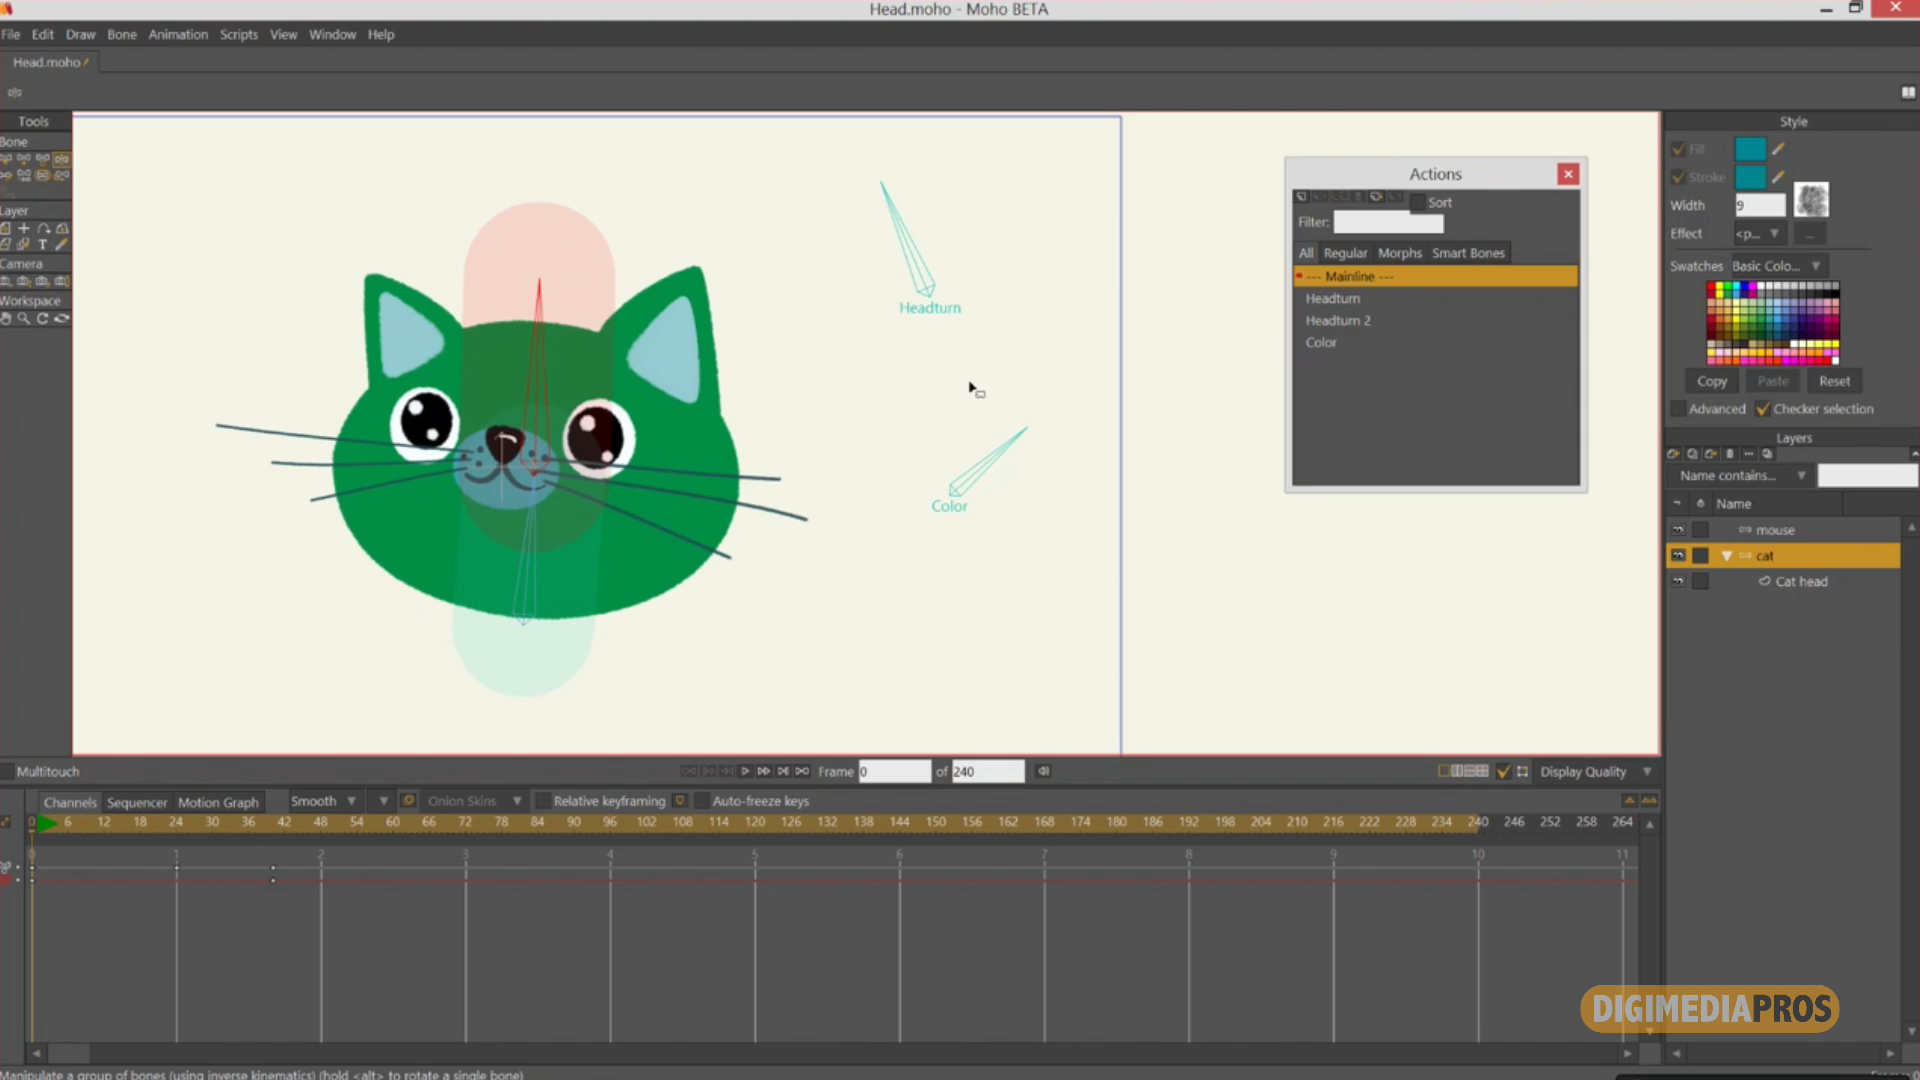 Head.moho - Moho BETA
File Edit Draw Bone Animation Scripts View Window Help
Head.moho
Tools
Bone
Layer
Camera
Workspace
Headturn
Color
Actions
Sort
Filter:
All Regular Morphs Smart Bones
--- Mainline ---
Headturn
Headturn 2
Color
Style
Fill
Stroke
Width 9
Effect <p...
Swatches Basic Colo...
Copy Paste Reset
Advanced Checker selection
Layers
Name contains...
Name
mouse
cat
Cat head
Multitouch Frame 0 of 240 Display Quality
Channels Sequencer Motion Graph Smooth Onion Skins Relative keyframing Auto-freeze keys
0 6 12 18 24 30 36 42 48 54 60 66 72 78 84 90 96 102 108 114 120 126 132 138 144 150 156 162 168 174 180 186 192 198 204 210 216 222 228 234 240 246 252 258 264
0 1 2 3 4 5 6 7 8 9 10 11
DIGIMEDIAPROS
Manipulate a group of bones (using inverse kinematics) (hold <alt> to rotate a single bone)